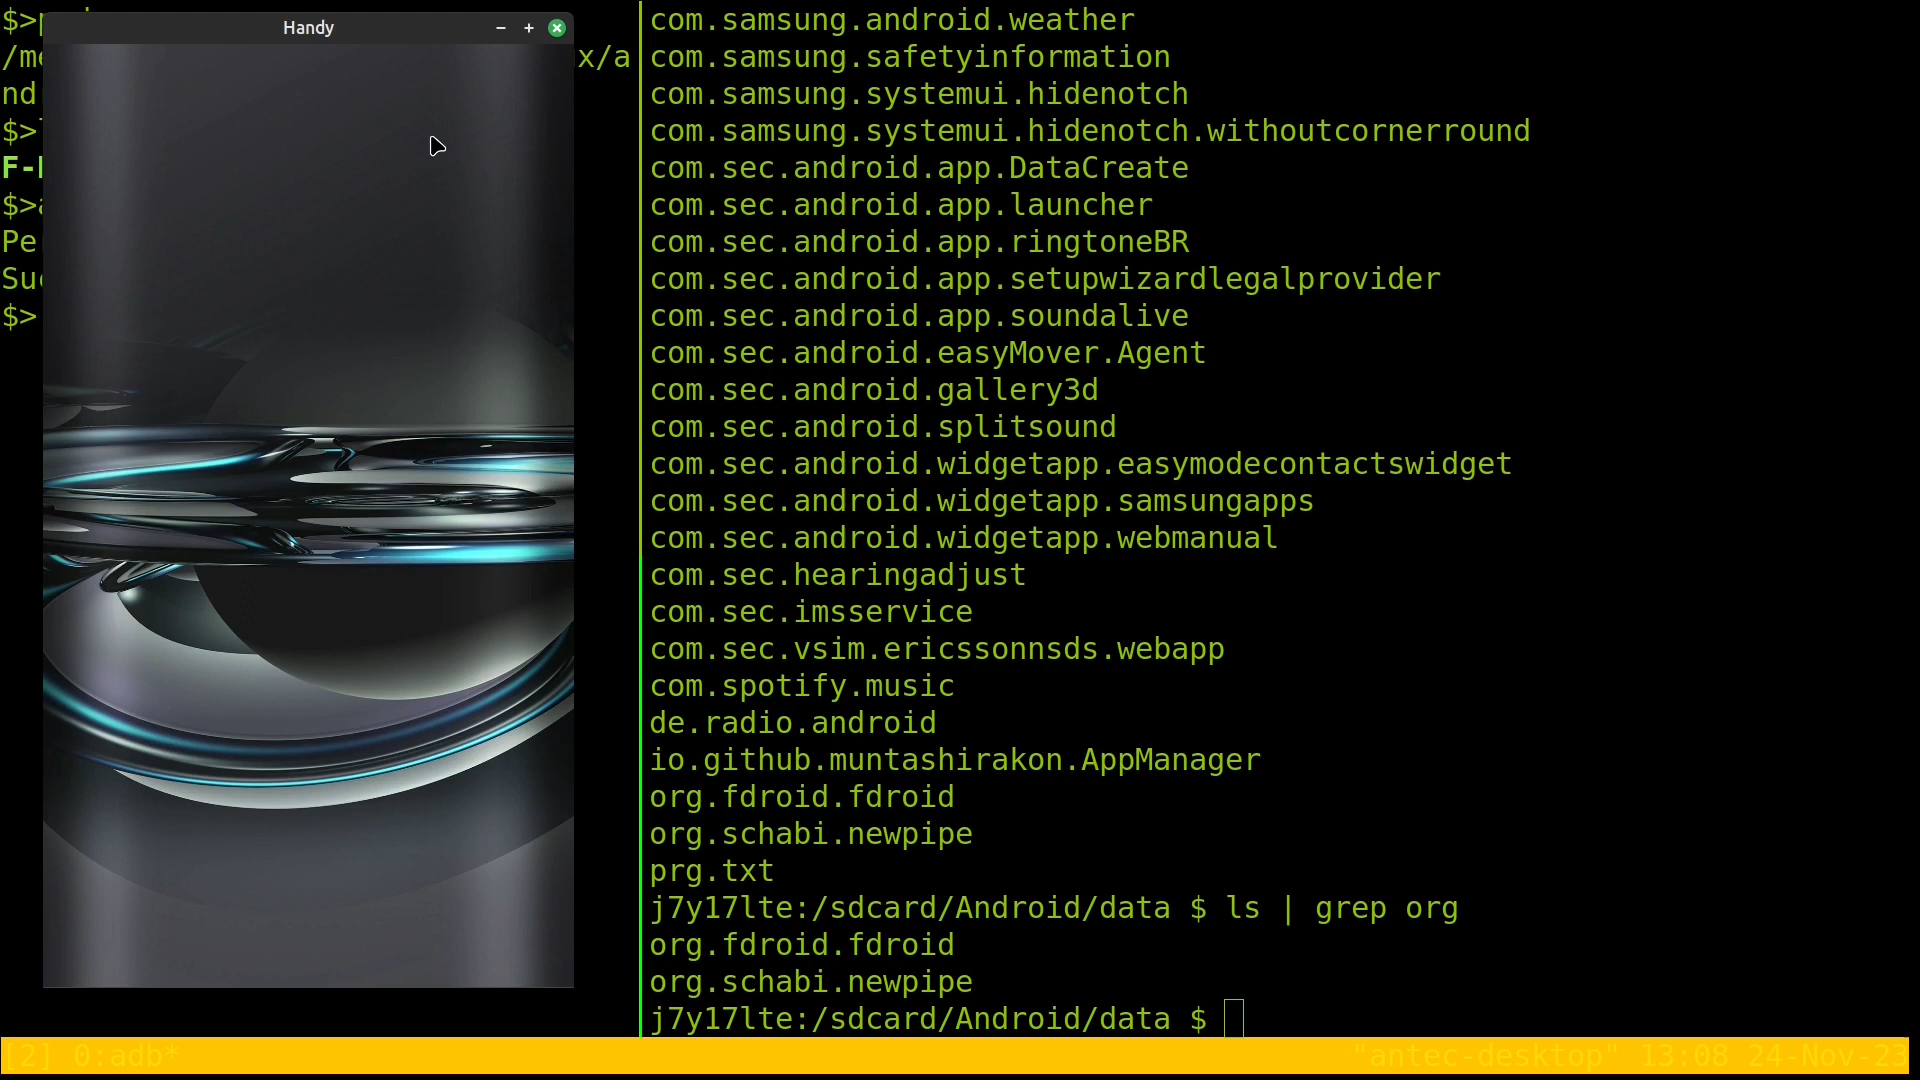 Handy
$>
/me x/a
nd
$>
F-
$>
Pe
Su
$>
com.samsung.android.weather
com.samsung.safetyinformation
com.samsung.systemui.hidenotch
com.samsung.systemui.hidenotch.withoutcornerround
com.sec.android.app.DataCreate
com.sec.android.app.launcher
com.sec.android.app.ringtoneBR
com.sec.android.app.setupwizardlegalprovider
com.sec.android.app.soundalive
com.sec.android.easyMover.Agent
com.sec.android.gallery3d
com.sec.android.splitsound
com.sec.android.widgetapp.easymodecontactswidget
com.sec.android.widgetapp.samsungapps
com.sec.android.widgetapp.webmanual
com.sec.hearingadjust
com.sec.imsservice
com.sec.vsim.ericssonnsds.webapp
com.spotify.music
de.radio.android
io.github.muntashirakon.AppManager
org.fdroid.fdroid
org.schabi.newpipe
prg.txt
j7y17lte:/sdcard/Android/data $ ls | grep org
org.fdroid.fdroid
org.schabi.newpipe
j7y17lte:/sdcard/Android/data $
[2] 0:adb* "antec-desktop" 13:08 24-Nov-23